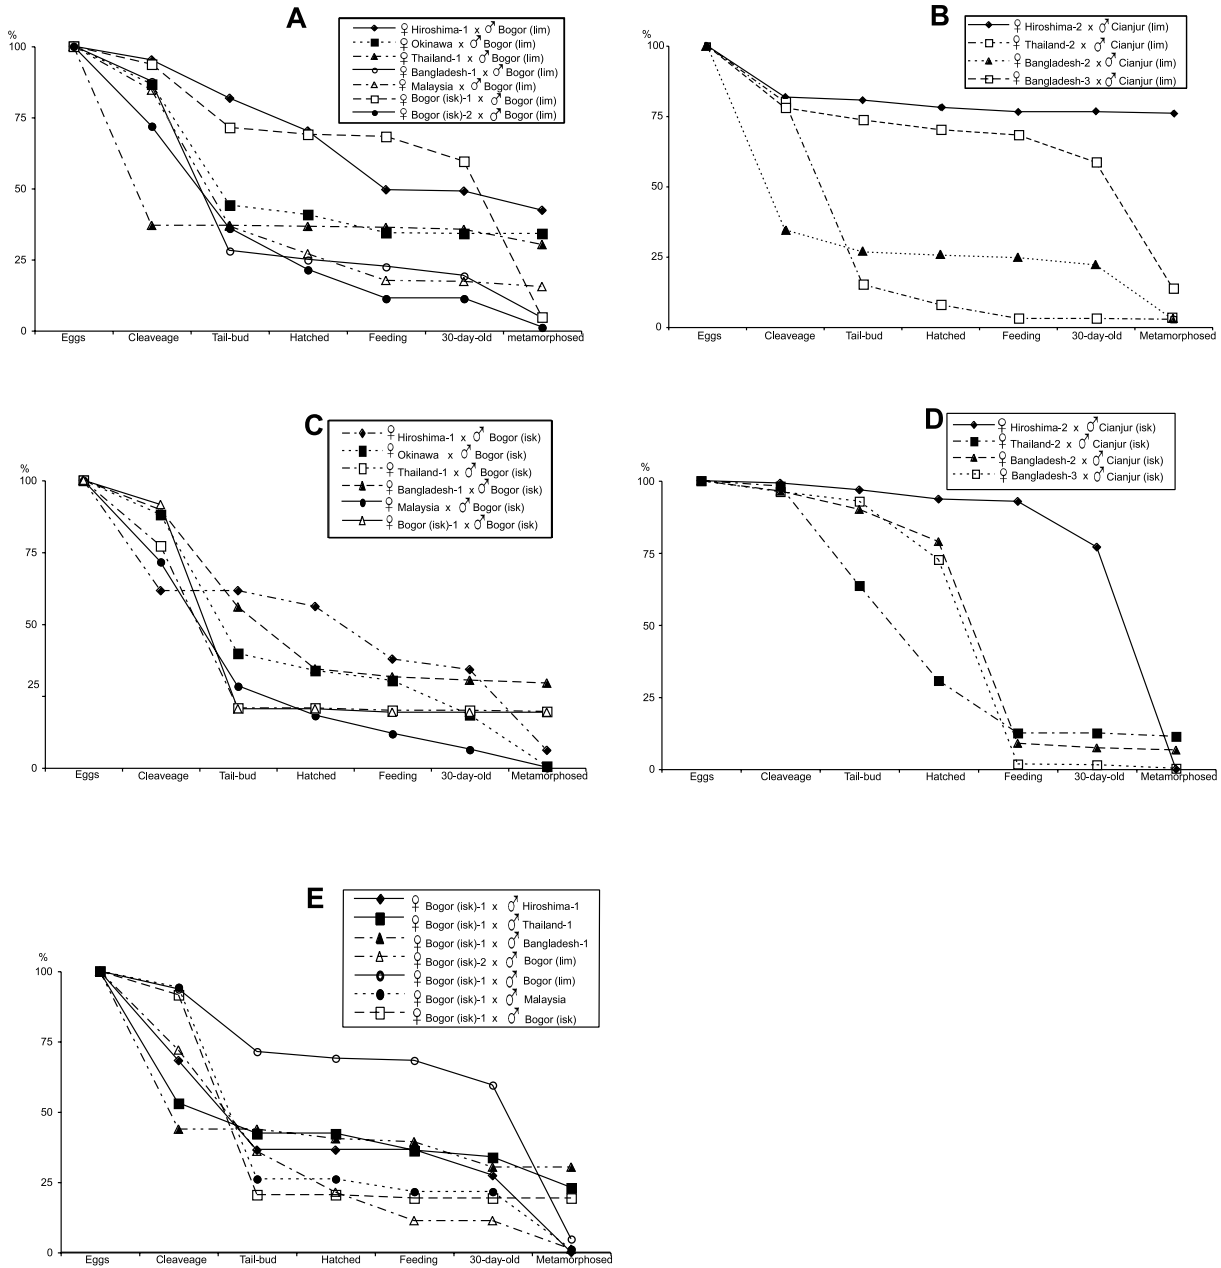 A
♀ Hiroshima-1 x ♂ Bogor (lim)
♀ Okinawa x ♂ Bogor (lim)
♀ Thailand-1 x ♂ Bogor (lim)
♀ Bangladesh-1 x ♂ Bogor (lim)
♀ Malaysia x ♂ Bogor (lim)
♀ Bogor (isk)-1 x ♂ Bogor (lim)
♀ Bogor (isk)-2 x ♂ Bogor (lim)
%
100
75
50
25
0
Eggs Cleaveage Tail-bud Hatched Feeding 30-day-old metamorphosed
B
♀ Hiroshima-2 x ♂ Cianjur (lim)
♀ Thailand-2 x ♂ Cianjur (lim)
♀ Bangladesh-2 x ♂ Cianjur (lim)
♀ Bangladesh-3 x ♂ Cianjur (lim)
%
100
75
50
25
0
Eggs Cleaveage Tail-bud Hatched Feeding 30-day-old Metamorphosed
C
♀ Hiroshima-1 x ♂ Bogor (isk)
♀ Okinawa x ♂ Bogor (isk)
♀ Thailand-1 x ♂ Bogor (isk)
♀ Bangladesh-1 x ♂ Bogor (isk)
♀ Malaysia x ♂ Bogor (isk)
♀ Bogor (isk)-1 x ♂ Bogor (isk)
%
100
75
50
25
0
Eggs Cleaveage Tail-bud Hatched Feeding 30-day-old Metamorphosed
D
♀ Hiroshima-2 x ♂ Cianjur (isk)
♀ Thailand-2 x ♂ Cianjur (isk)
♀ Bangladesh-2 x ♂ Cianjur (isk)
♀ Bangladesh-3 x ♂ Cianjur (isk)
%
100
75
50
25
0
Eggs Cleaveage Tail-bud Hatched Feeding 30-day-old Metamorphosed
E
♀ Bogor (isk)-1 x ♂ Hiroshima-1
♀ Bogor (isk)-1 x ♂ Thailand-1
♀ Bogor (isk)-1 x ♂ Bangladesh-1
♀ Bogor (isk)-2 x ♂ Bogor (lim)
♀ Bogor (isk)-1 x ♂ Bogor (lim)
♀ Bogor (isk)-1 x ♂ Malaysia
♀ Bogor (isk)-1 x ♂ Bogor (isk)
%
100
75
50
25
0
Eggs Cleaveage Tail-bud Hatched Feeding 30-day-old Metamorphosed